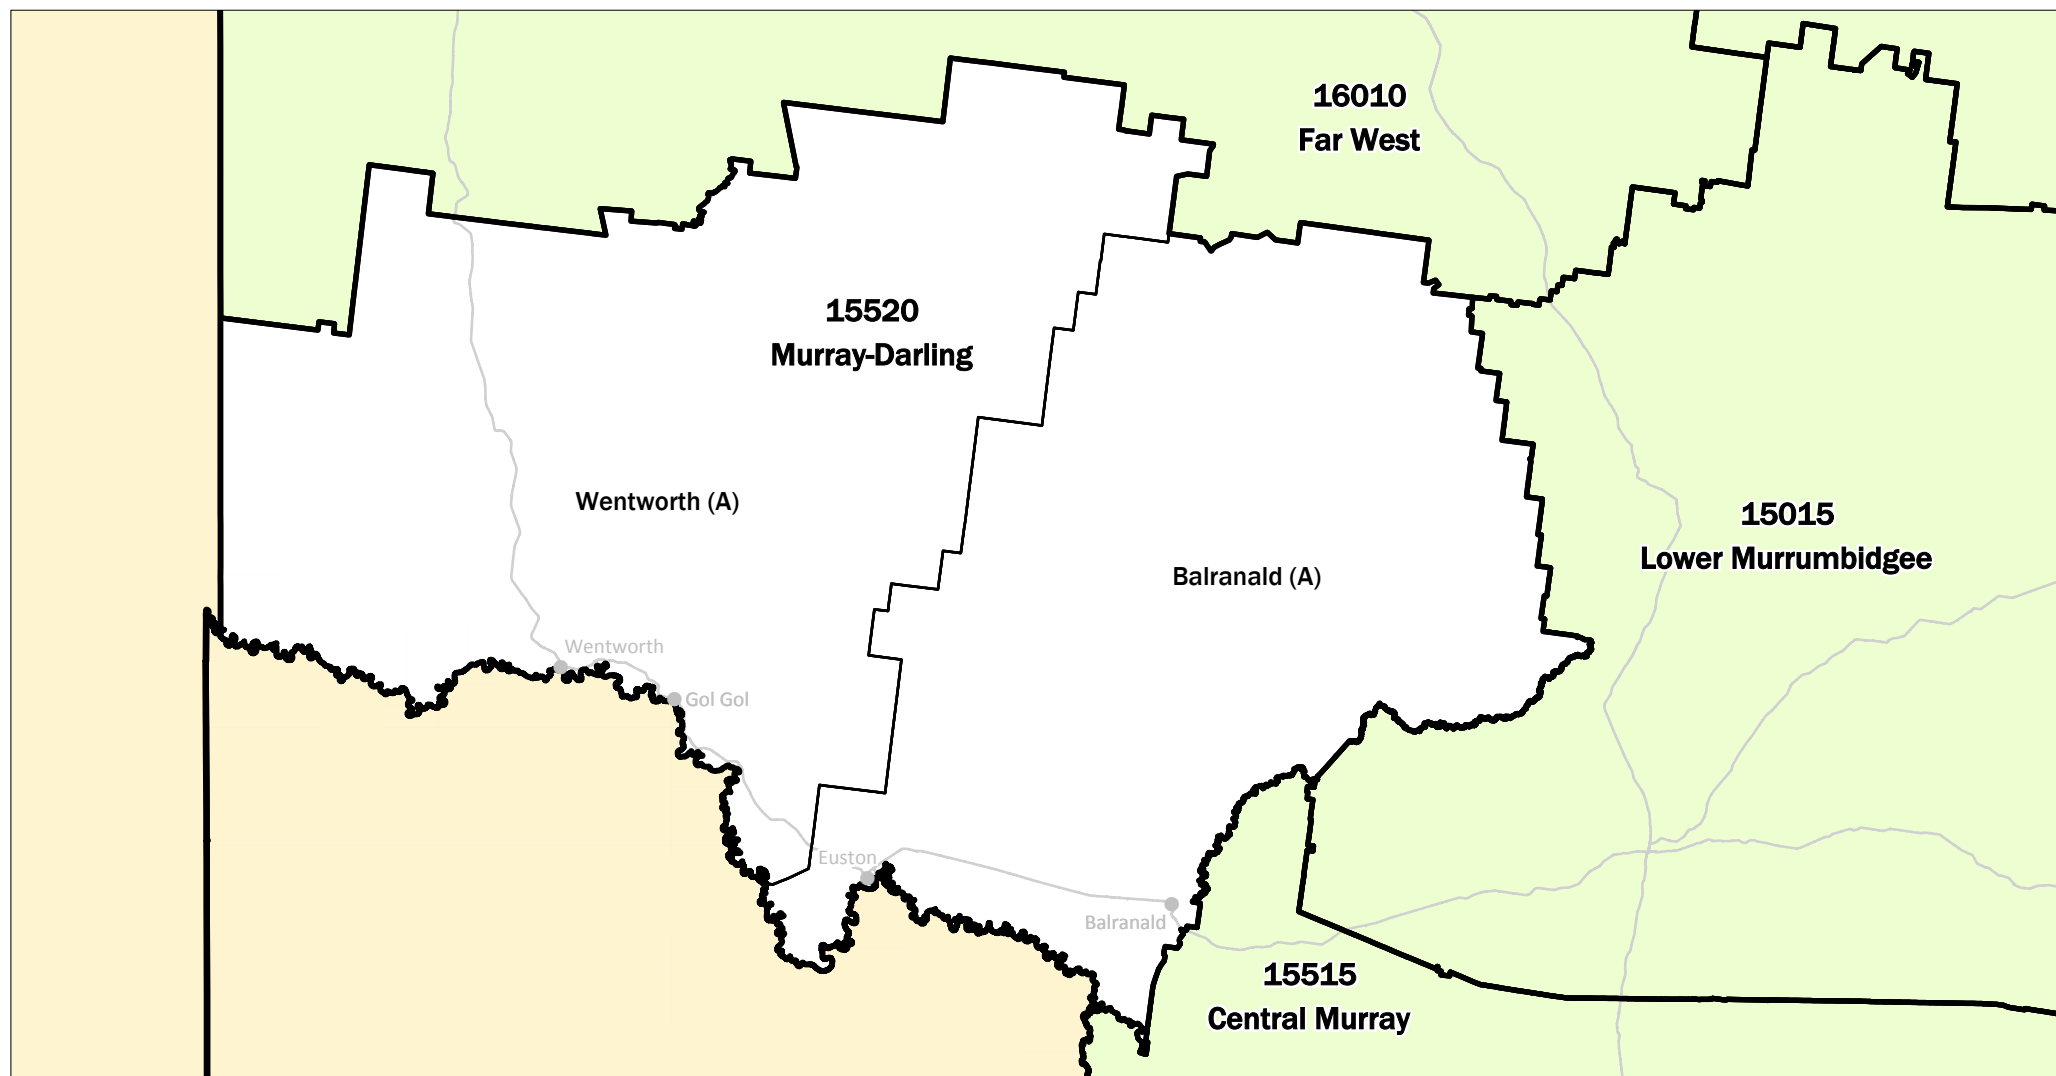 16010
Far West
15520
Murray-Darling
Wentworth (A)
15015
Lower Murrumbidgee
Balranald (A)
Wentworth
Gol Gol
Euston
Balranald
15515
Central Murray